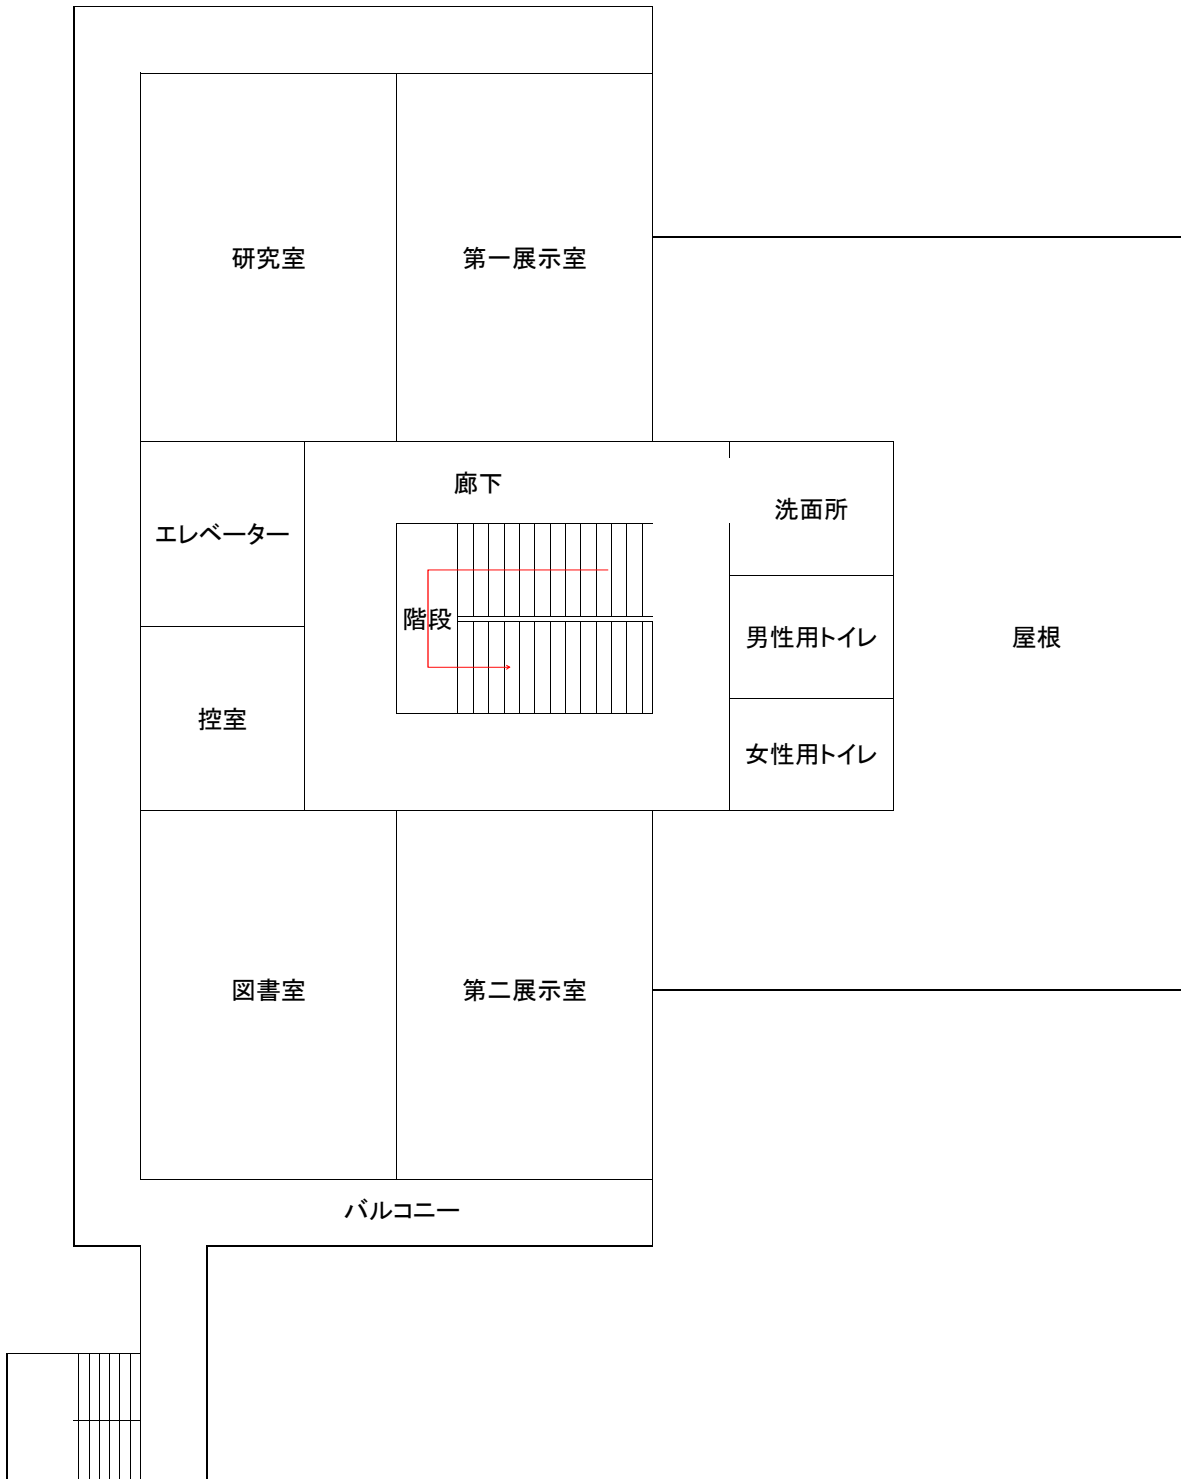 研究室
第一展示室
廊下
洗面所
エレベーター
階段
男性用トイレ
屋根
控室
女性用トイレ
図書室
第二展示室
バルコニー